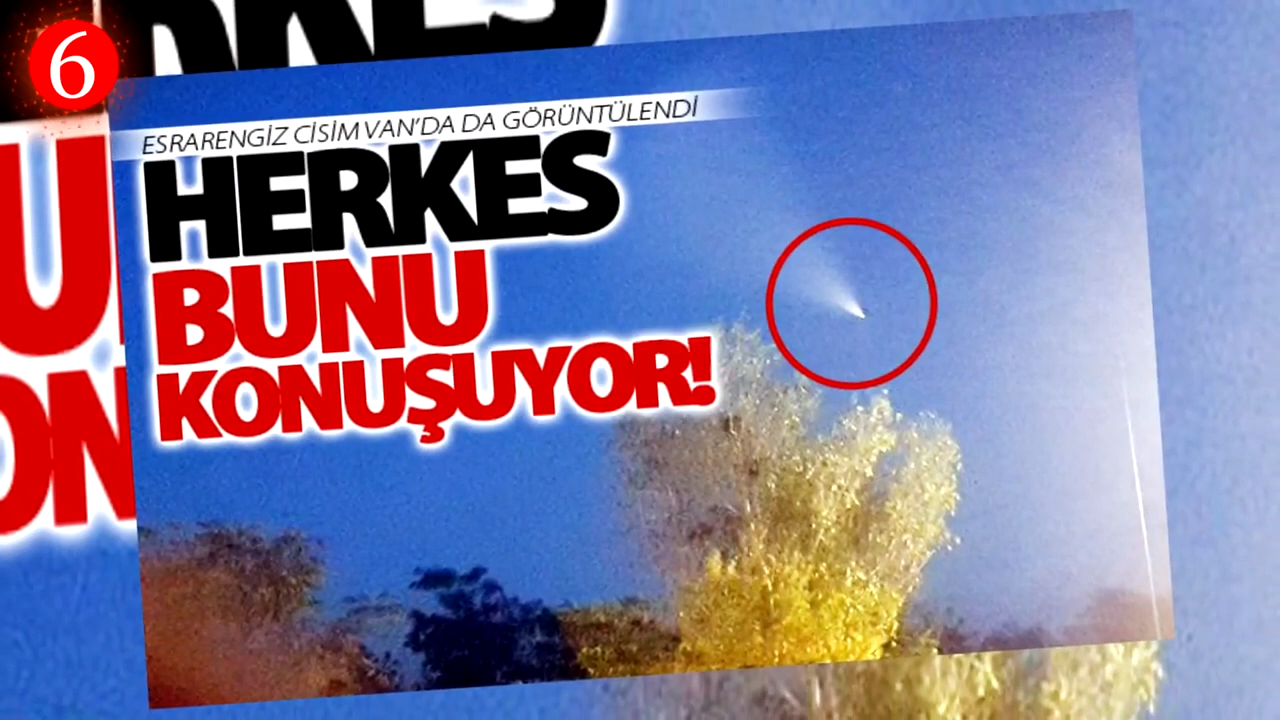 6
ESRARENGİZ CİSİM VAN'DA DA GÖRÜNTÜLENDİ
HERKES
BUNU
KONUŞUYOR!